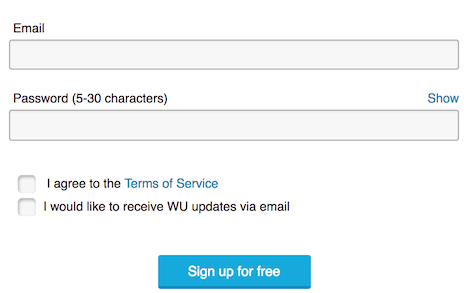 Email
Password (5-30 characters) Show
I agree to the Terms of Service
I would like to receive WU updates via email
Sign up for free